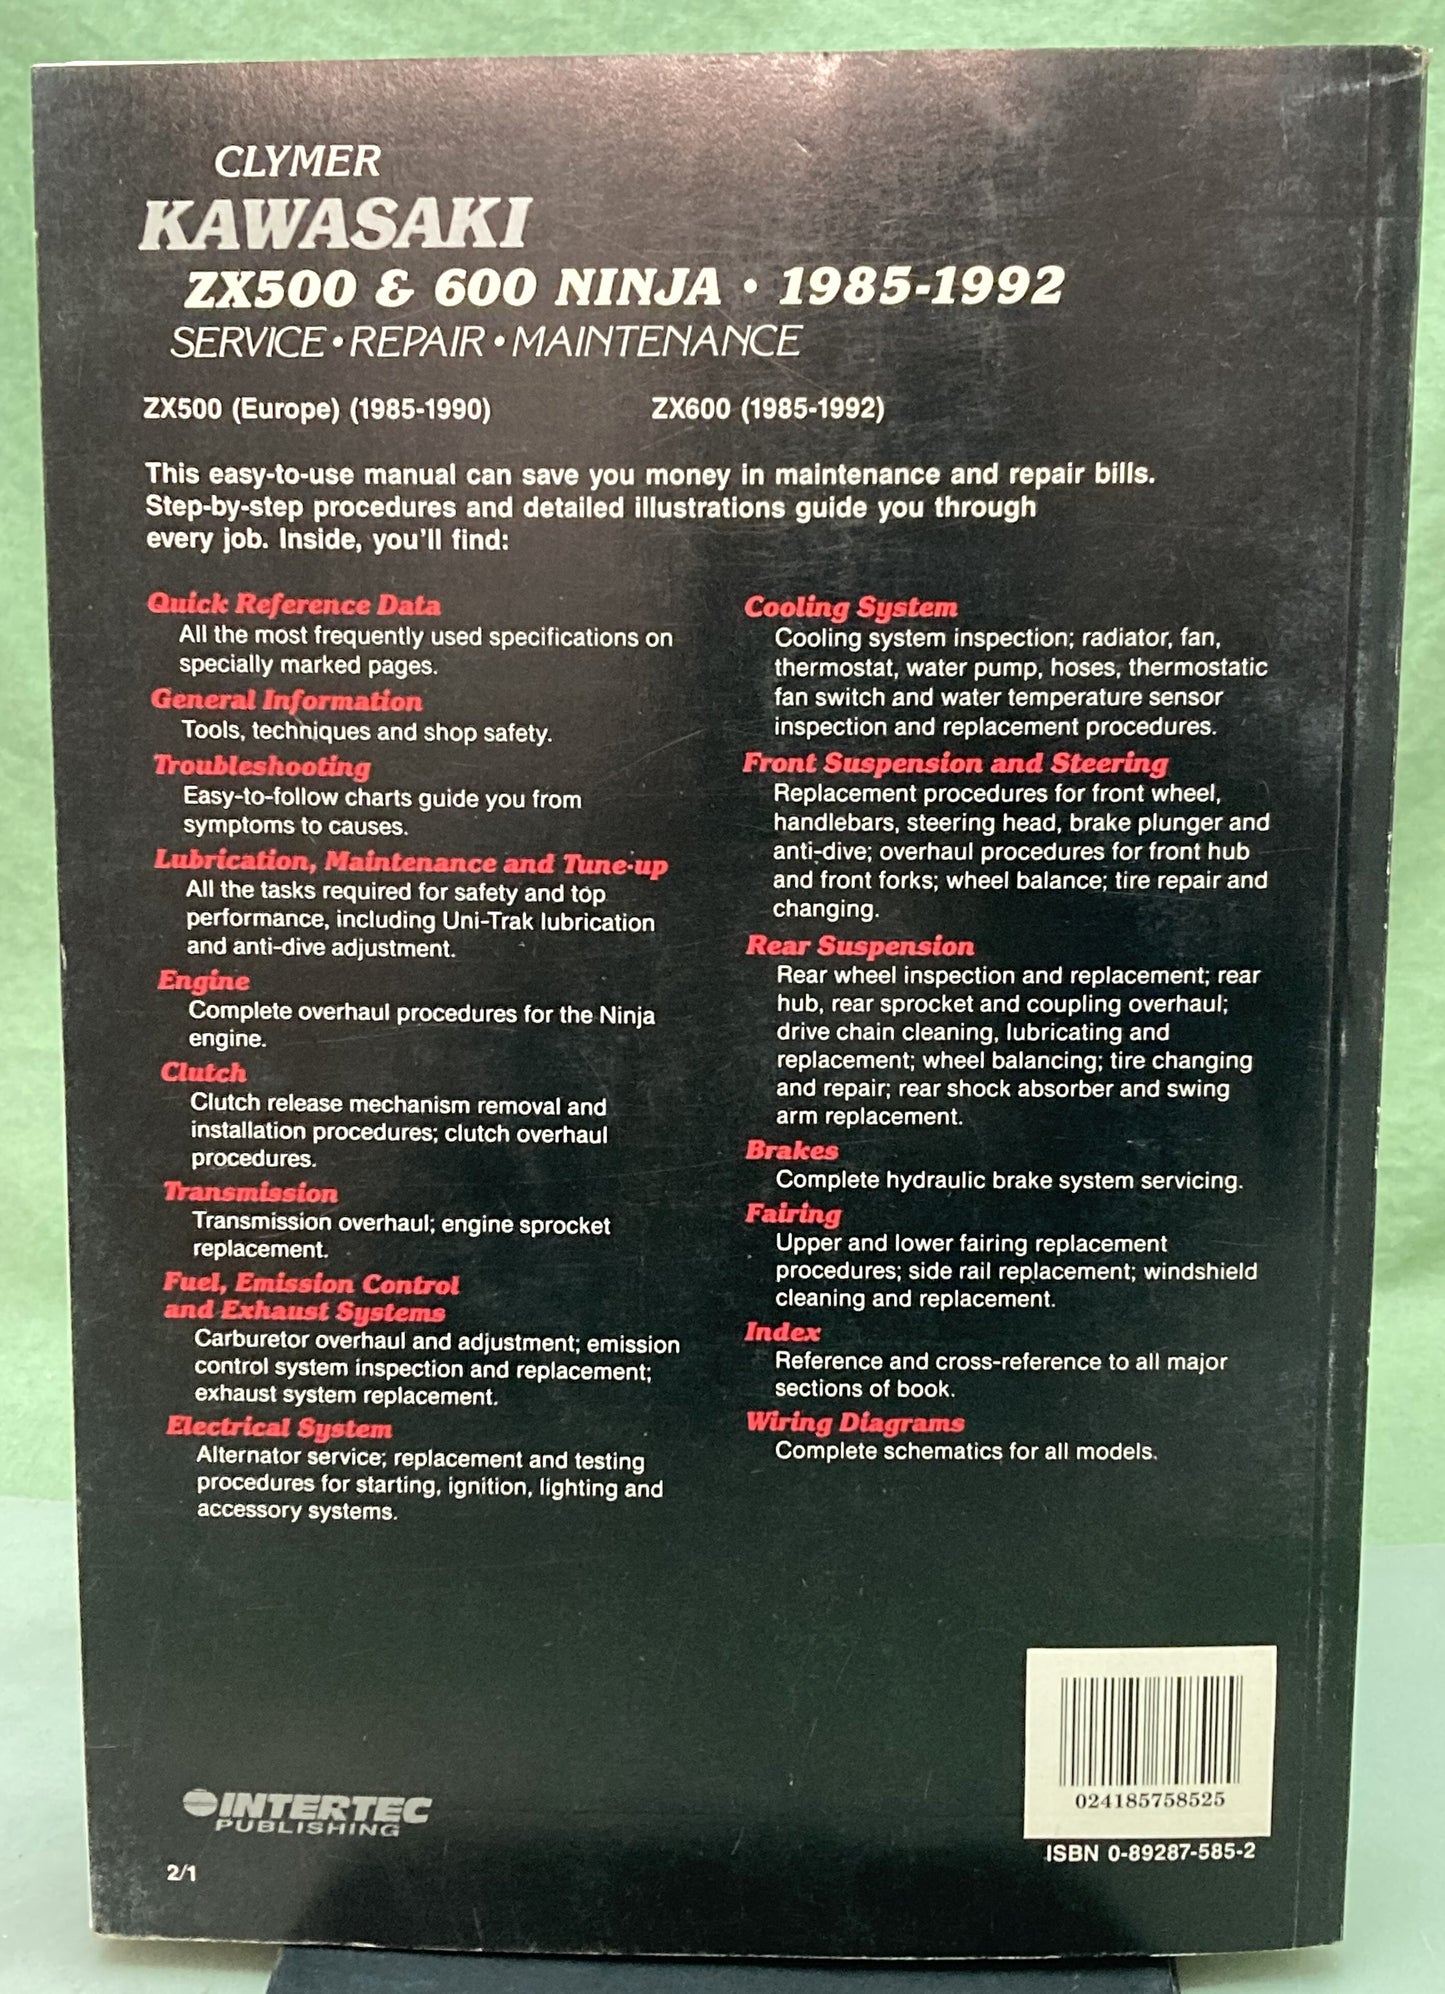 CLYMER
KAWASAKI
ZX500 & 600 NINJA • 1985-1992
SERVICE • REPAIR • MAINTENANCE
ZX500 (Europe) (1985-1990)
ZX600 (1985-1992)
This easy-to-use manual can save you money in maintenance and repair bills.
Step-by-step procedures and detailed illustrations guide you through
every job. Inside, you'll find:
Quick Reference Data
All the most frequently used specifications on
specially marked pages.
General Information
Tools, techniques and shop safety.
Troubleshooting
Easy-to-follow charts guide you from
symptoms to causes.
Lubrication, Maintenance and Tune-up
All the tasks required for safety and top
performance, including Uni-Trak lubrication
and anti-dive adjustment.
Engine
Complete overhaul procedures for the Ninja
engine.
Clutch
Clutch release mechanism removal and
installation procedures; clutch overhaul
procedures.
Transmission
Transmission overhaul; engine sprocket
replacement.
Fuel, Emission Control
and Exhaust Systems
Carburetor overhaul and adjustment; emission
control system inspection and replacement;
exhaust system replacement.
Electrical System
Alternator service; replacement and testing
procedures for starting, ignition, lighting and
accessory systems.
Cooling System
Cooling system inspection; radiator, fan,
thermostat, water pump, hoses, thermostatic
fan switch and water temperature sensor
inspection and replacement procedures.
Front Suspension and Steering
Replacement procedures for front wheel,
handlebars, steering head, brake plunger and
anti-dive; overhaul procedures for front hub
and front forks; wheel balance; tire repair and
changing.
Rear Suspension
Rear wheel inspection and replacement; rear
hub, rear sprocket and coupling overhaul;
drive chain cleaning, lubricating and
replacement; wheel balancing; tire changing
and repair; rear shock absorber and swing
arm replacement.
Brakes
Complete hydraulic brake system servicing.
Fairing
Upper and lower fairing replacement
procedures; side rail replacement; windshield
cleaning and replacement.
Index
Reference and cross-reference to all major
sections of book.
Wiring Diagrams
Complete schematics for all models.
INTERTEC
PUBLISHING
2/1
024185758525
ISBN 0-89287-585-2